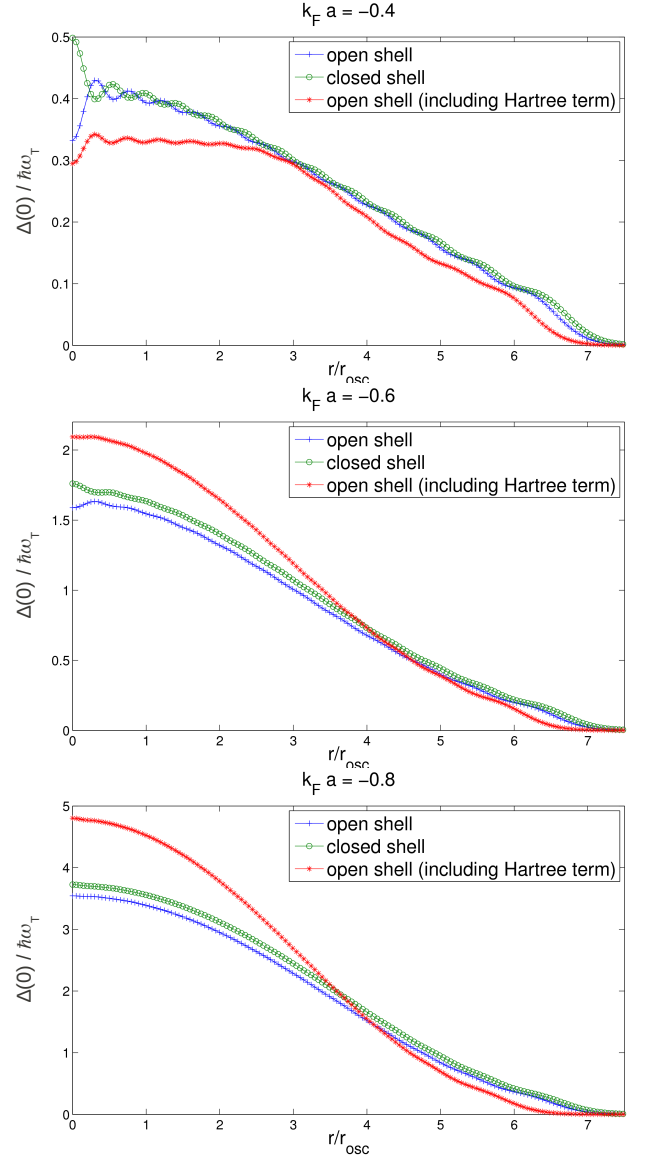 k_F a = −0.4
open shell
closed shell
open shell (including Hartree term)
Δ(0) / ħω_T
0.5
0.4
0.3
0.2
0.1
0
0 1 2 3 4 5 6 7
r/r_osc
k_F a = −0.6
open shell
closed shell
open shell (including Hartree term)
Δ(0) / ħω_T
2
1.5
1
0.5
0
0 1 2 3 4 5 6 7
r/r_osc
k_F a = −0.8
open shell
closed shell
open shell (including Hartree term)
Δ(0) / ħω_T
5
4
3
2
1
0
0 1 2 3 4 5 6 7
r/r_osc